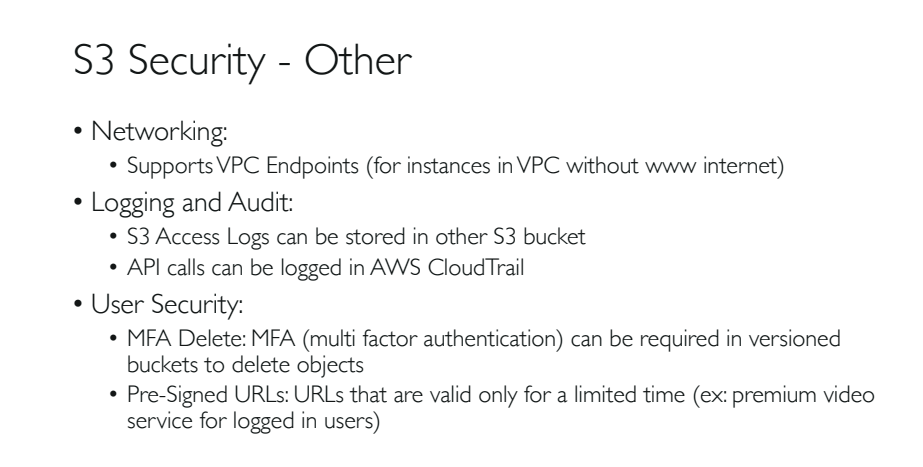 S3 Security - Other
• Networking:
• Supports VPC Endpoints (for instances in VPC without www internet)
• Logging and Audit:
• S3 Access Logs can be stored in other S3 bucket
• API calls can be logged in AWS CloudTrail
• User Security:
• MFA Delete: MFA (multi factor authentication) can be required in versioned
buckets to delete objects
• Pre-Signed URLs: URLs that are valid only for a limited time (ex: premium video
service for logged in users)